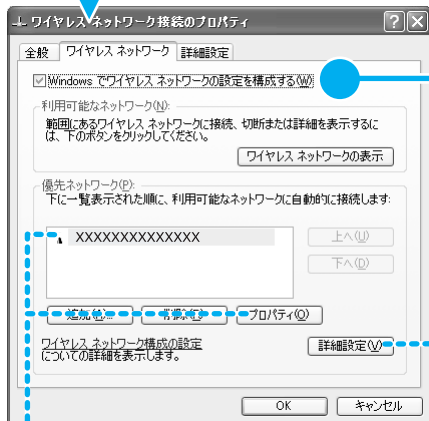 ワイヤレス ネットワーク接続のプロパティ
全般 ワイヤレス ネットワーク 詳細設定
Windows でワイヤレス ネットワークの設定を構成する(W)
利用可能なネットワーク(N):
範囲にあるワイヤレス ネットワークに接続、切断または詳細を表示するに
は、下のボタンをクリックしてください。
ワイヤレス ネットワークの表示
優先ネットワーク(P):
下に一覧表示された順に、利用可能なネットワークに自動的に接続します:
XXXXXXXXXXXXXX
上へ(U)
下へ(D)
追加(A)... 削除(R) プロパティ(O)
ワイヤレス ネットワーク構成の設定
についての詳細を表示します。
詳細設定(V)
OK キャンセル